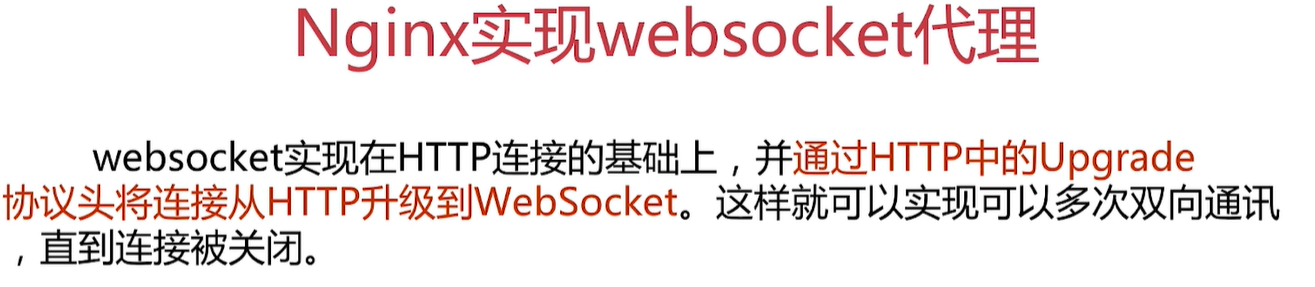 Nginx实现websocket代理
websocket实现在HTTP连接的基础上，并通过HTTP中的Upgrade
协议头将连接从HTTP升级到WebSocket。这样就可以实现可以多次双向通讯
，直到连接被关闭。